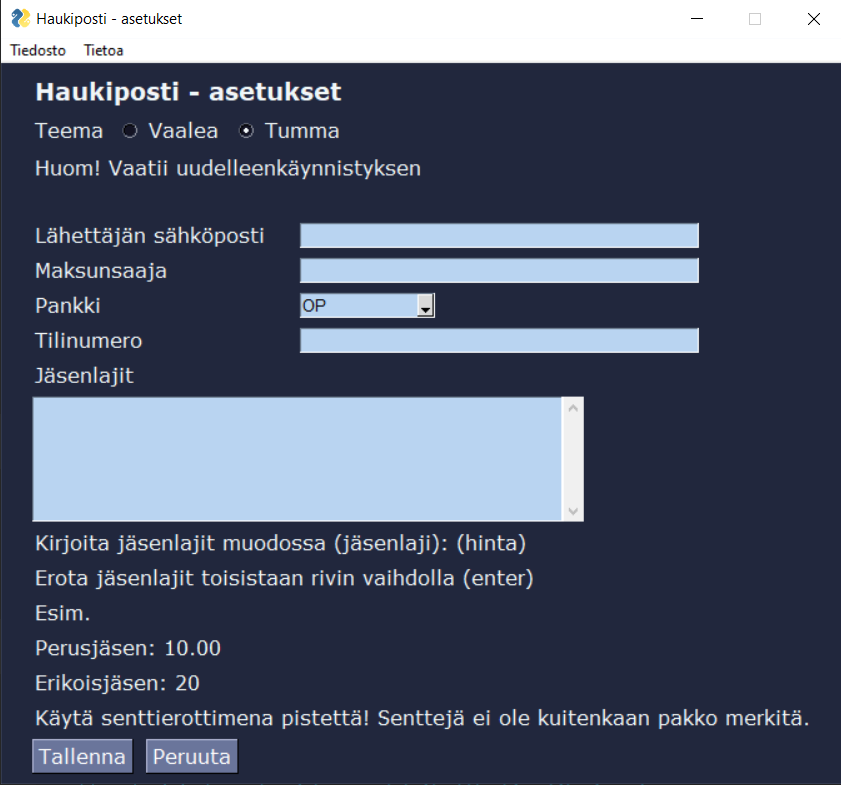 Haukiposti - asetukset
Tiedosto Tietoa
Haukiposti - asetukset
Teema Vaalea Tumma
Huom! Vaatii uudelleenkäynnistyksen
Lähettäjän sähköposti
Maksunsaaja
Pankki OP
Tilinumero
Jäsenlajit
Kirjoita jäsenlajit muodossa (jäsenlaji): (hinta)
Erota jäsenlajit toisistaan rivin vaihdolla (enter)
Esim.
Perusjäsen: 10.00
Erikoisjäsen: 20
Käytä senttierottimena pistettä! Senttejä ei ole kuitenkaan pakko merkitä.
Tallenna Peruuta